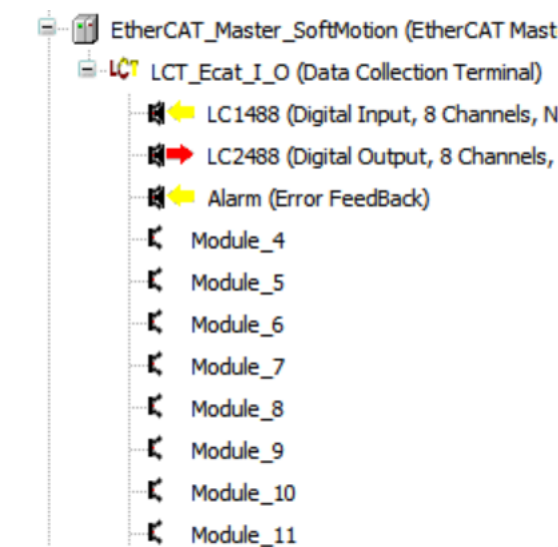 EtherCAT_Master_SoftMotion (EtherCAT Mast
LCT LCT_Ecat_I_O (Data Collection Terminal)
LC1488 (Digital Input, 8 Channels, N
LC2488 (Digital Output, 8 Channels,
Alarm (Error FeedBack)
Module_4
Module_5
Module_6
Module_7
Module_8
Module_9
Module_10
Module_11